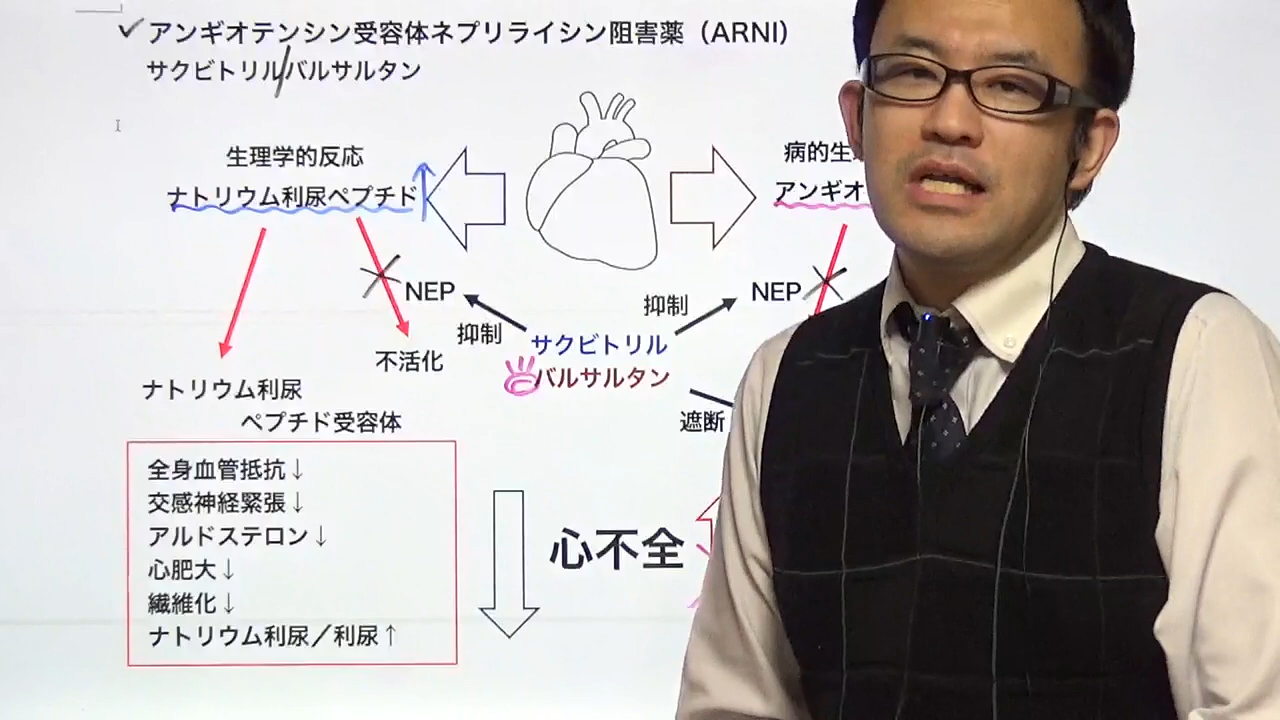 アンギオテンシン受容体ネプリライシン阻害薬（ARNI）
サクビトリル/バルサルタン
生理学的反応
ナトリウム利尿ペプチド
病的生
アンギオ
NEP
抑制
不活化
抑制
NEP
サクビトリル
バルサルタン
遮断
ナトリウム利尿
ペプチド受容体
全身血管抵抗↓
交感神経緊張↓
アルドステロン↓
心肥大↓
繊維化↓
ナトリウム利尿／利尿↑
心不全